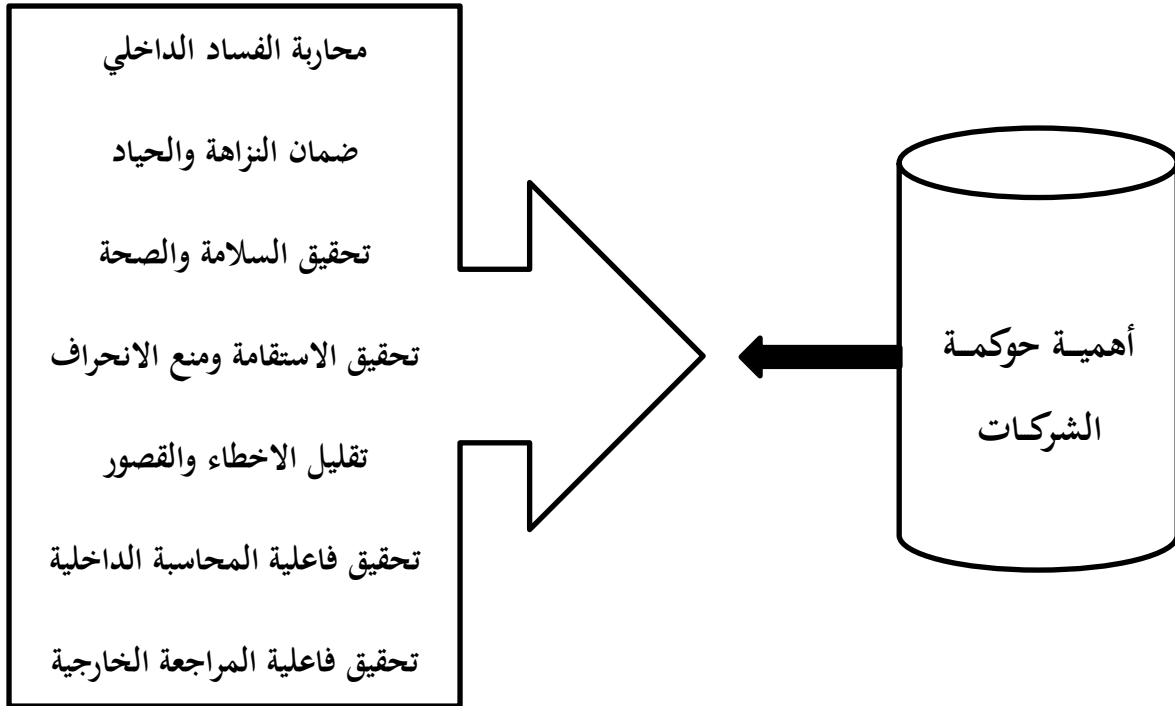 أهميـة حوكمـة
الشركـات
محاربة الفساد الداخلي
ضمان النزاهة والحياد
تحقيق السلامة والصحة
تحقيق الاستقامة ومنع الانحراف
تقليل الاخطاء والقصور
تحقيق فاعلية المحاسبة الداخلية
تحقيق فاعلية المراجعة الخارجية